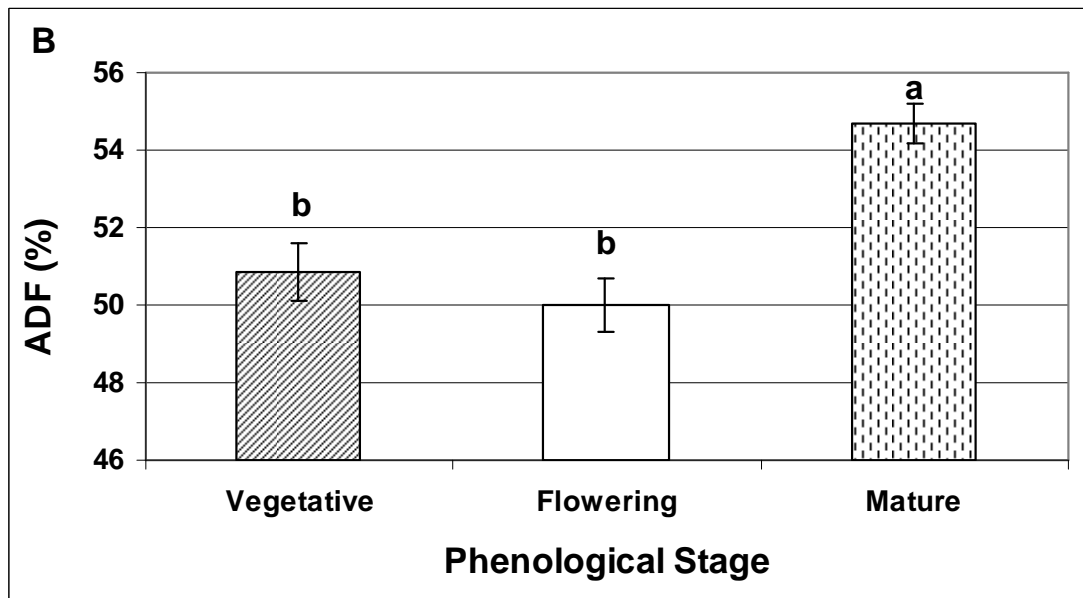 B
ADF (%)
56
54
52
50
48
46
b
b
a
Vegetative Flowering Mature
Phenological Stage